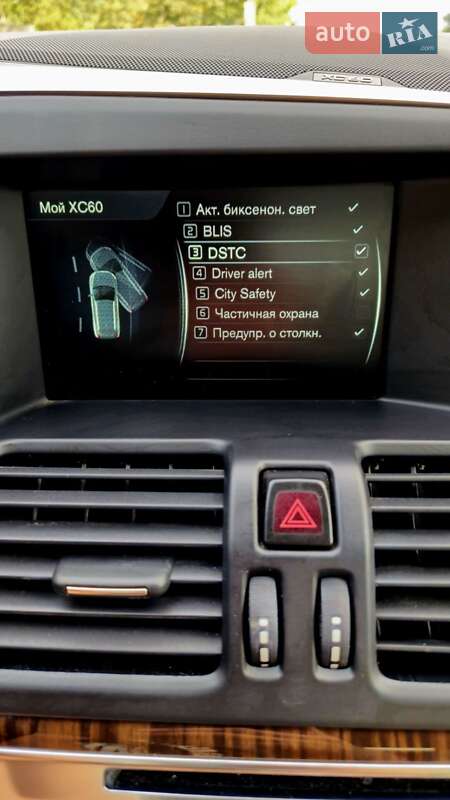 auto RIA
.com
XC60
Мой XC60
1 Акт. биксенон. свет
2 BLIS
3 DSTC
4 Driver alert
5 City Safety
6 Частичная охрана
7 Предупр. о столкн.